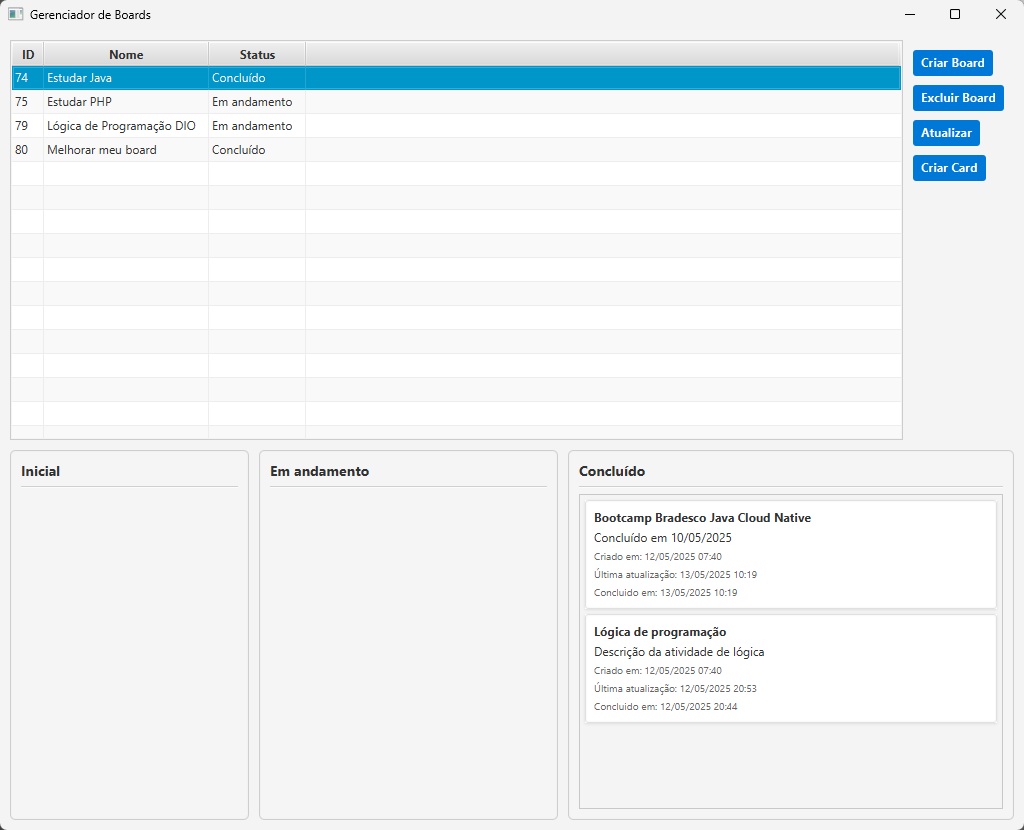 Gerenciador de Boards
ID Nome Status
74 Estudar Java Concluído
75 Estudar PHP Em andamento
79 Lógica de Programação DIO Em andamento
80 Melhorar meu board Concluído
Criar Board
Excluir Board
Atualizar
Criar Card
Inicial
Em andamento
Concluído
Bootcamp Bradesco Java Cloud Native
Concluído em 10/05/2025
Criado em: 12/05/2025 07:40
Última atualização: 13/05/2025 10:19
Concluido em: 13/05/2025 10:19
Lógica de programação
Descrição da atividade de lógica
Criado em: 12/05/2025 07:40
Última atualização: 12/05/2025 20:53
Concluido em: 12/05/2025 20:44